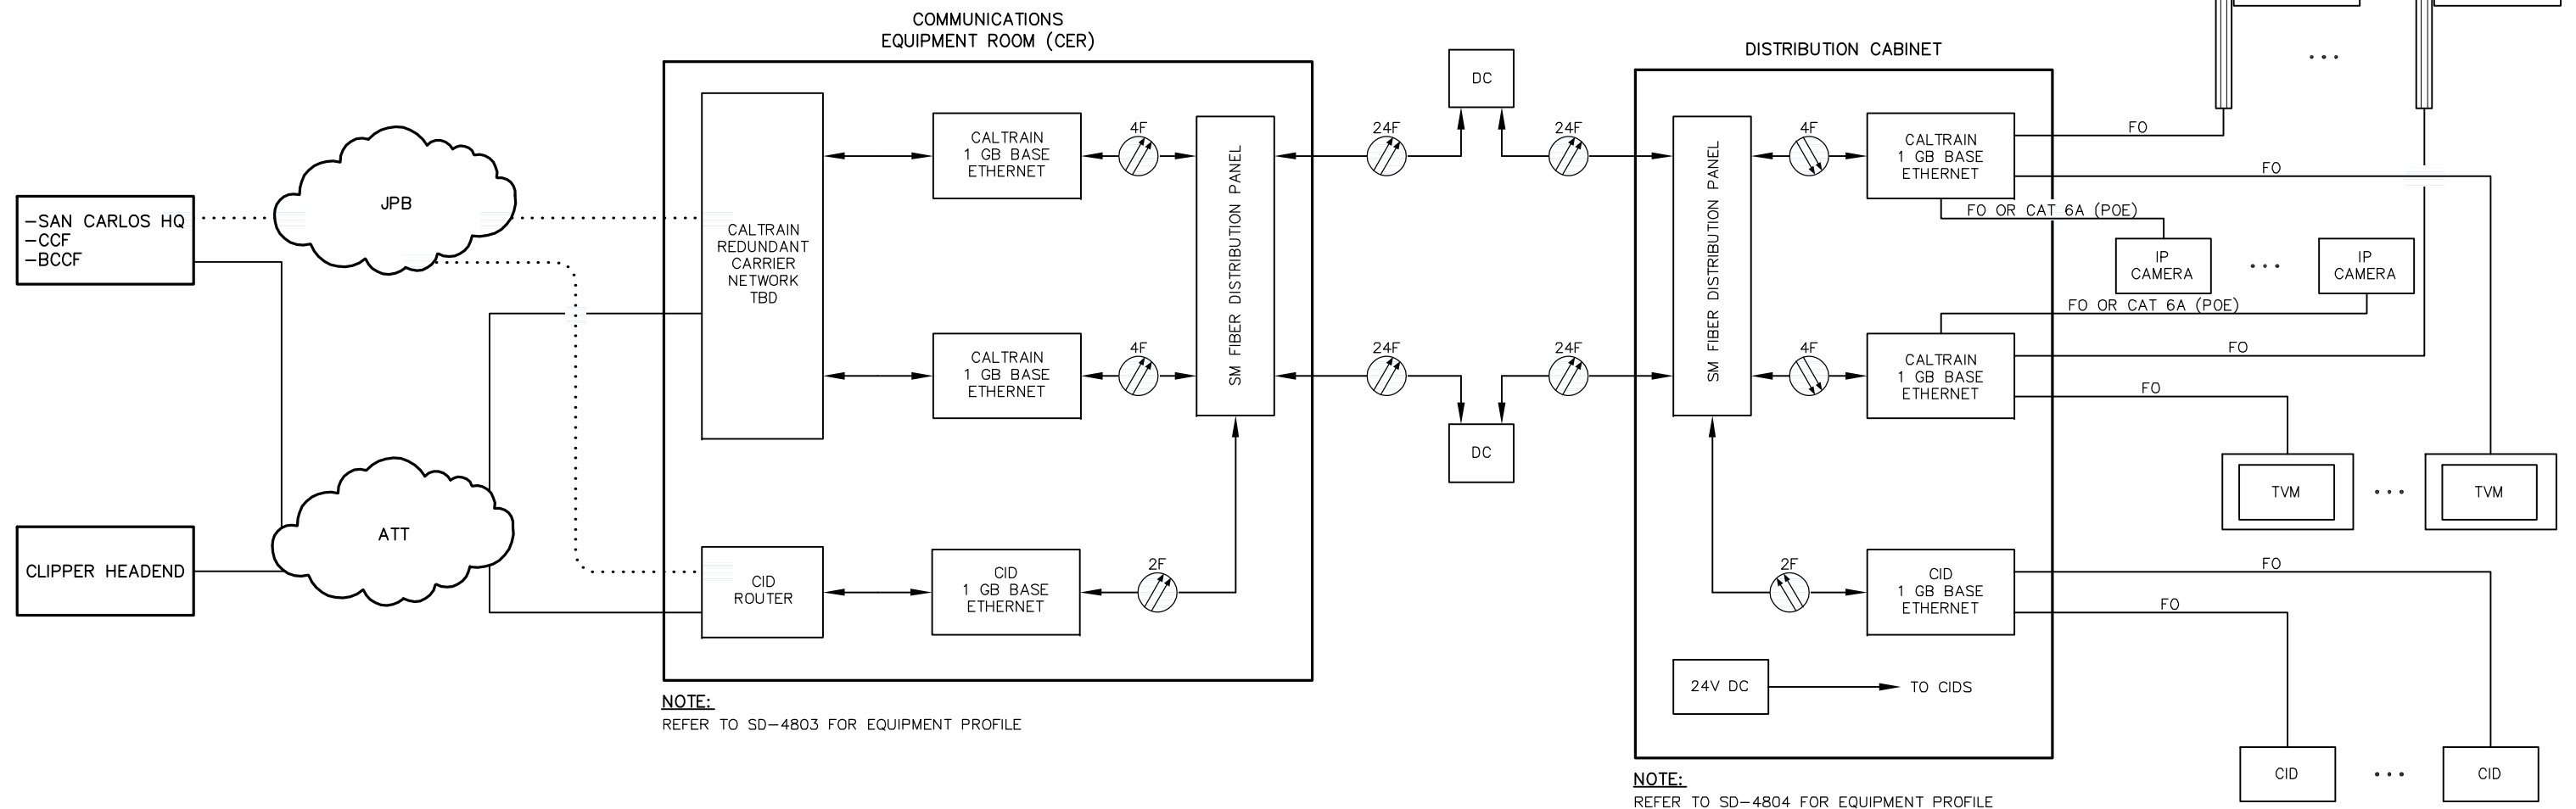 COMMUNICATIONS
EQUIPMENT ROOM (CER)
DISTRIBUTION CABINET
-SAN CARLOS HQ
-CCF
-BCCF
JPB
ATT
CLIPPER HEADEND
CALTRAIN
REDUNDANT
CARRIER
NETWORK
TBD
CALTRAIN
1 GB BASE
ETHERNET
4F
CALTRAIN
1 GB BASE
ETHERNET
4F
SM FIBER DISTRIBUTION PANEL
CID
ROUTER
CID
1 GB BASE
ETHERNET
2F
NOTE:
REFER TO SD-4803 FOR EQUIPMENT PROFILE
24F
DC
24F
24F
DC
24F
SM FIBER DISTRIBUTION PANEL
4F
CALTRAIN
1 GB BASE
ETHERNET
4F
CALTRAIN
1 GB BASE
ETHERNET
2F
CID
1 GB BASE
ETHERNET
24V DC
TO CIDS
NOTE:
REFER TO SD-4804 FOR EQUIPMENT PROFILE
...
FO
FO
FO OR CAT 6A (POE)
IP
CAMERA
...
IP
CAMERA
FO OR CAT 6A (POE)
FO
FO
TVM
...
TVM
FO
FO
CID
...
CID